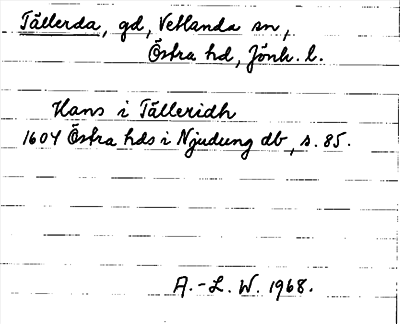 Tällerda, gd, Vetlanda sn,
Östra hd, Jönk. l.
Hans i Tälleridh
1604 Östra hds i Njudung db, s. 85.
A.-L. W. 1968.